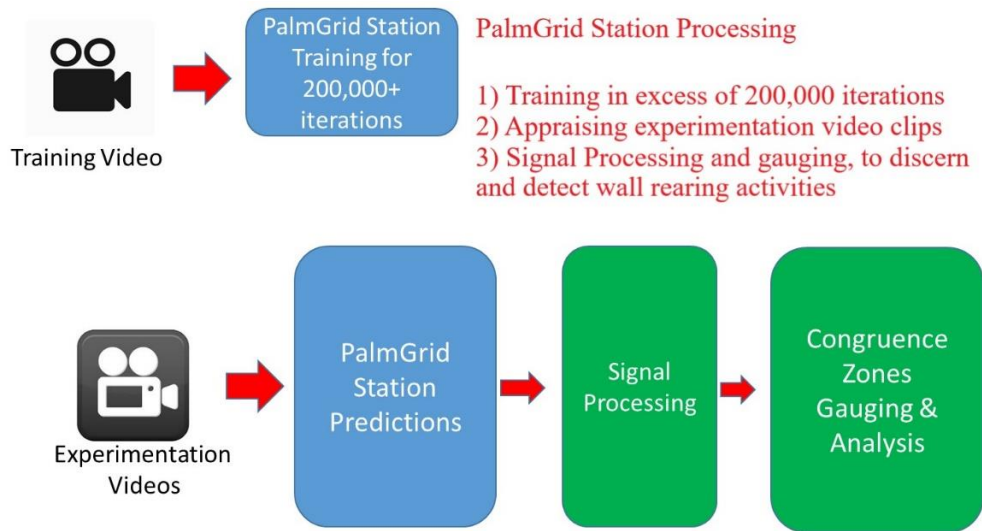 PalmGrid Station
Training for
200,000+
iterations
Training Video
PalmGrid Station Processing
1) Training in excess of 200,000 iterations
2) Appraising experimentation video clips
3) Signal Processing and gauging, to discern
and detect wall rearing activities
Experimentation
Videos
PalmGrid
Station
Predictions
Signal
Processing
Congruence
Zones
Gauging &
Analysis